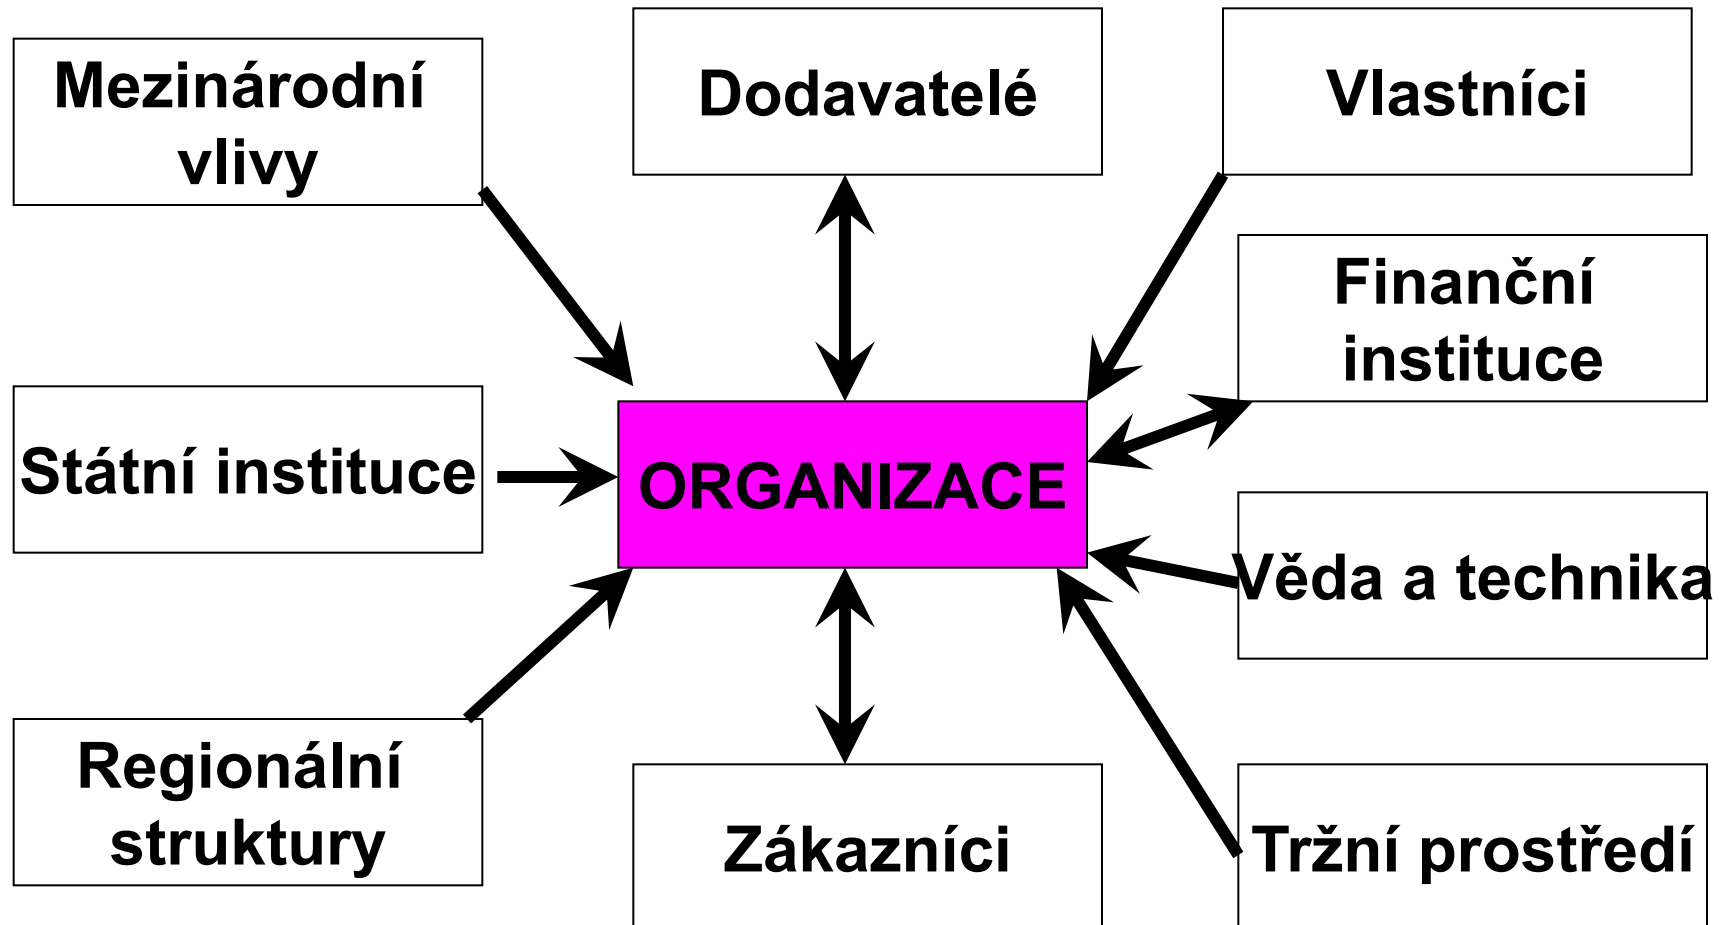 Mezinárodní
vlivy
Dodavatelé
Vlastníci
Finanční
instituce
Státní instituce
ORGANIZACE
Věda a technika
Regionální
struktury
Zákazníci
Tržní prostředí